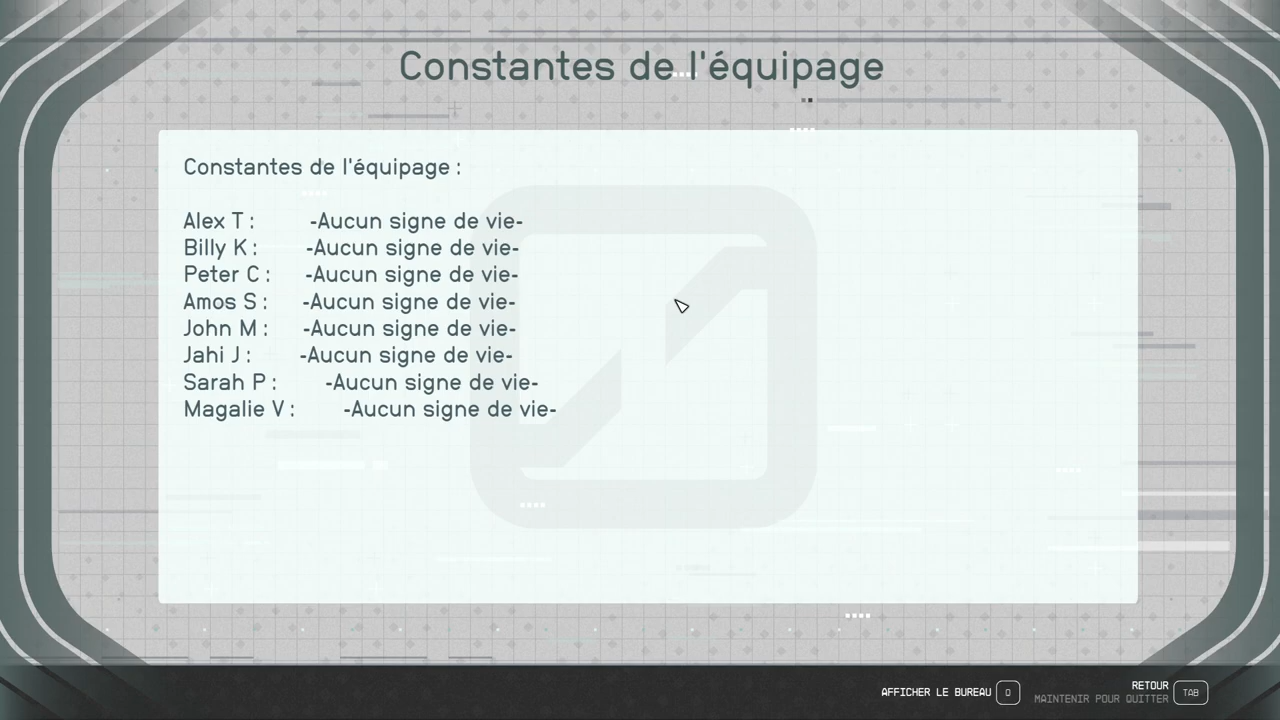 Constantes de l'équipage
Constantes de l'équipage :
Alex T : -Aucun signe de vie-
Billy K : -Aucun signe de vie-
Peter C : -Aucun signe de vie-
Amos S : -Aucun signe de vie-
John M : -Aucun signe de vie-
Jahi J : -Aucun signe de vie-
Sarah P : -Aucun signe de vie-
Magalie V : -Aucun signe de vie-
AFFICHER LE BUREAU O
RETOUR
MAINTENIR POUR QUITTER TAB